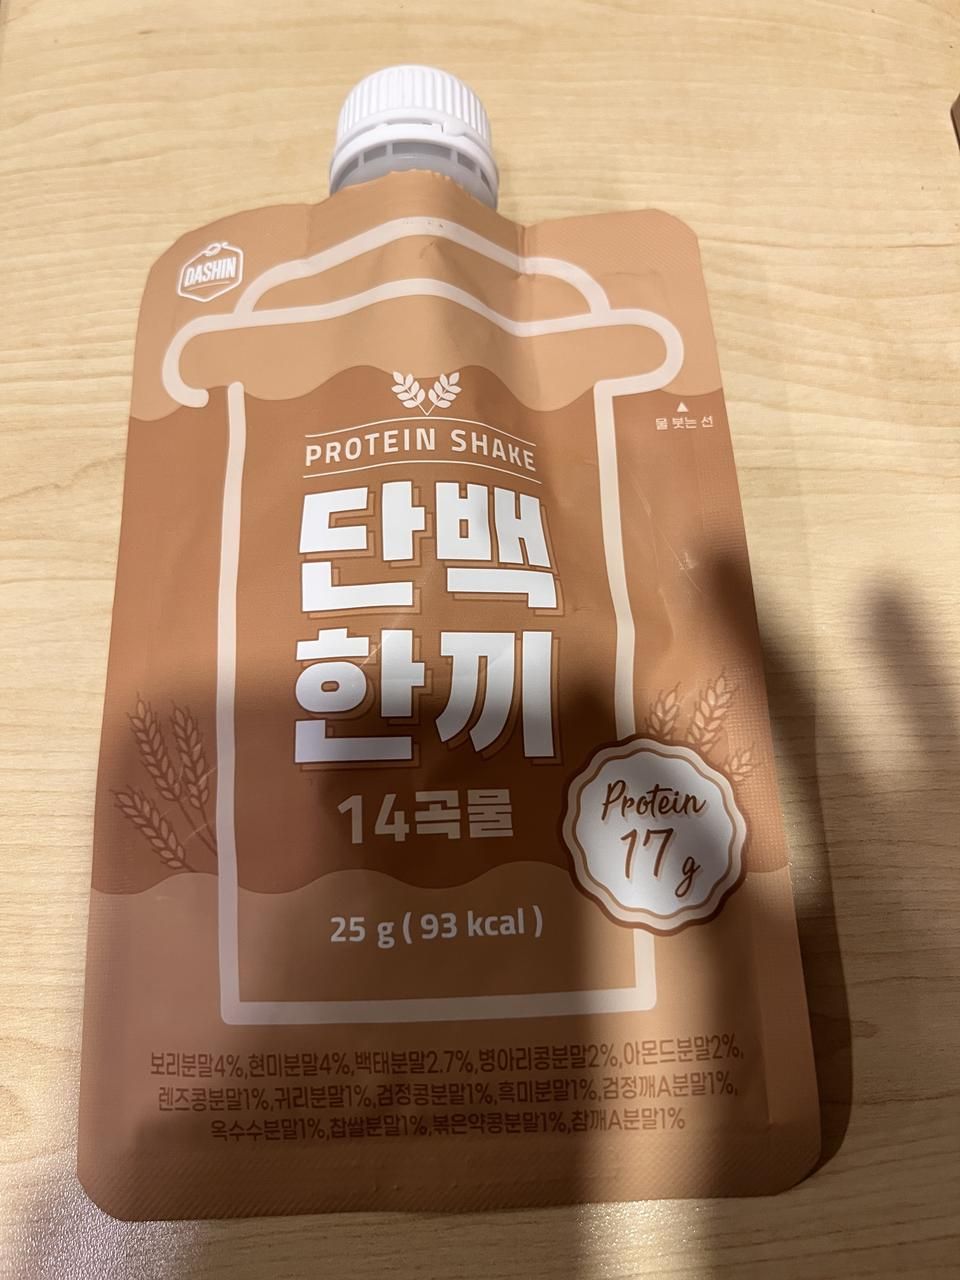 DASHIN
물 붓는 선
PROTEIN SHAKE
단백
한끼
14곡물
Protein
17 g
25 g ( 93 kcal )
보리분말4%,현미분말4%,백태분말2.7%,병아리콩분말2%,아몬드분말2%,
렌즈콩분말1%,귀리분말1%,검정콩분말1%,흑미분말1%,검정깨A분말1%,
옥수수분말1%,찹쌀분말1%,볶은약콩분말1%,참깨A분말1%